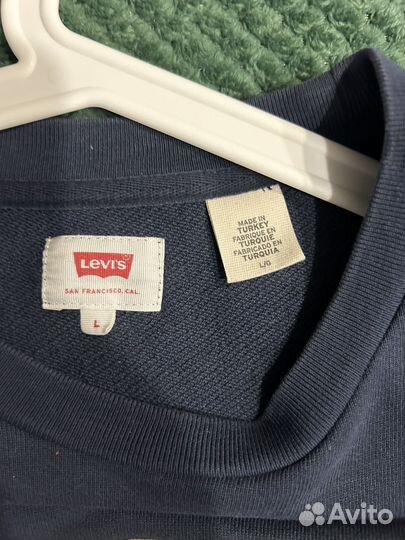 Levi's
SAN FRANCISCO, CAL.
L
MADE IN
TURKEY
FABRIQUE EN
TURQUIE
FABRICADO EN
TURQUIA
L/G
Avito